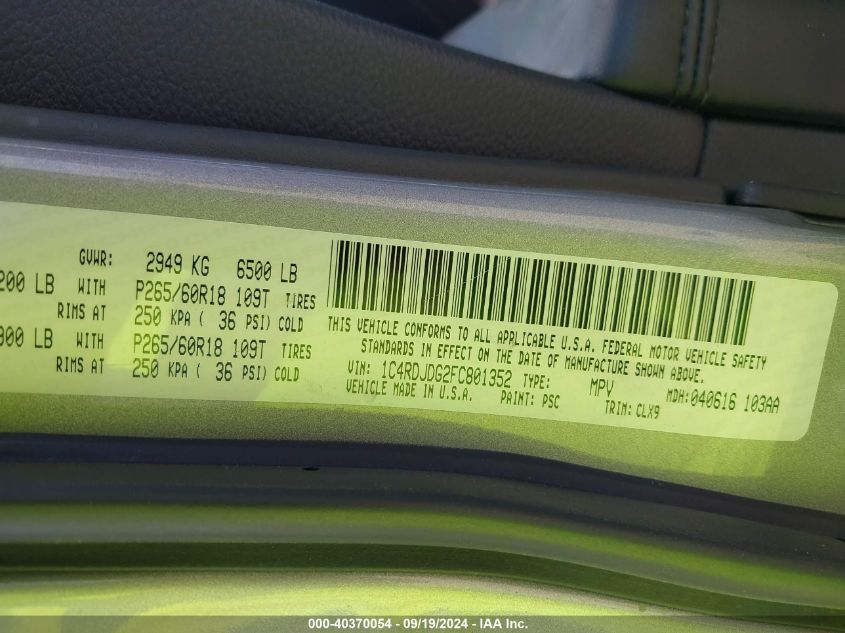 GVWR: 2949 KG 6500 LB
200 LB WITH P265/60R18 109T TIRES
RIMS AT 250 KPA ( 36 PSI) COLD
900 LB WITH P265/60R18 109T TIRES
RIMS AT 250 KPA ( 36 PSI) COLD
THIS VEHICLE CONFORMS TO ALL APPLICABLE U.S.A. FEDERAL MOTOR VEHICLE SAFETY
STANDARDS IN EFFECT ON THE DATE OF MANUFACTURE SHOWN ABOVE.
VIN: 1C4RDJDG2FC801352 TYPE: MPV MDH:040616 103AA
VEHICLE MADE IN U.S.A. PAINT: PSC TRIM: CLX9
000-40370054 - 09/19/2024 - IAA Inc.